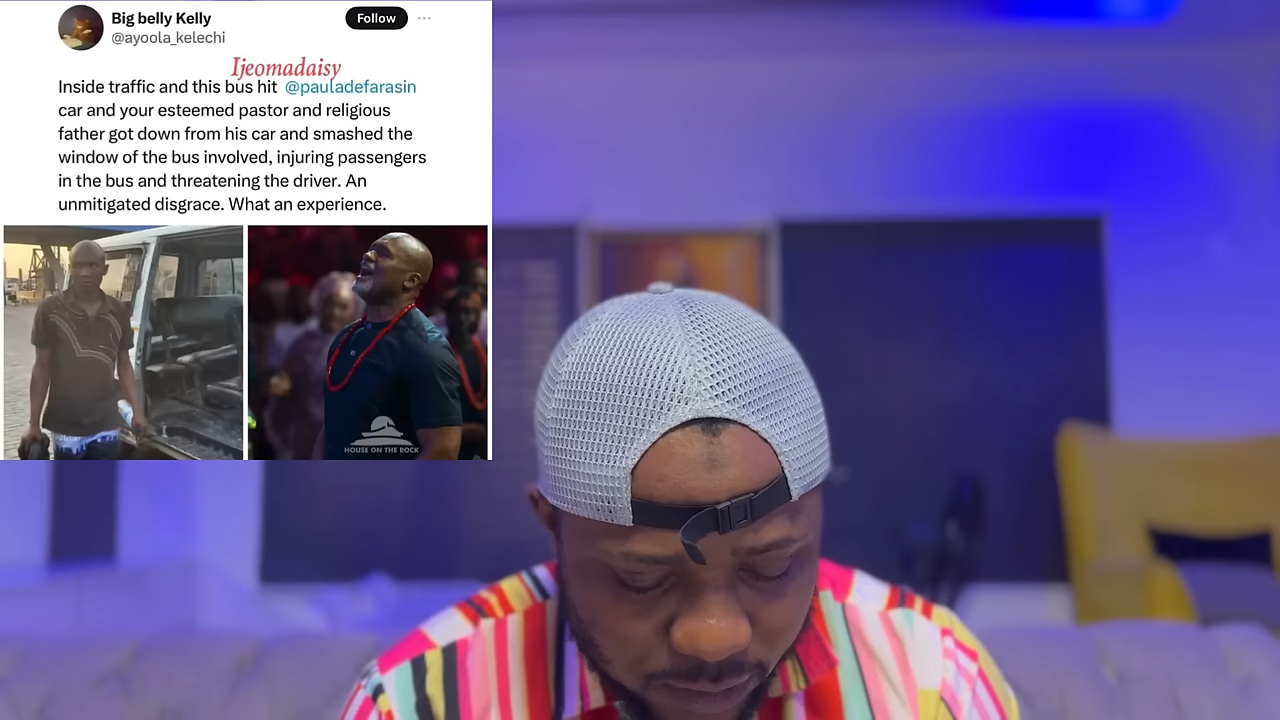 Big belly Kelly
Follow
@ayoola_kelechi
Ijeomadaisy
Inside traffic and this bus hit @pauladefarasin
car and your esteemed pastor and religious
father got down from his car and smashed the
window of the bus involved, injuring passengers
in the bus and threatening the driver. An
unmitigated disgrace. What an experience.
HOUSE ON THE ROCK